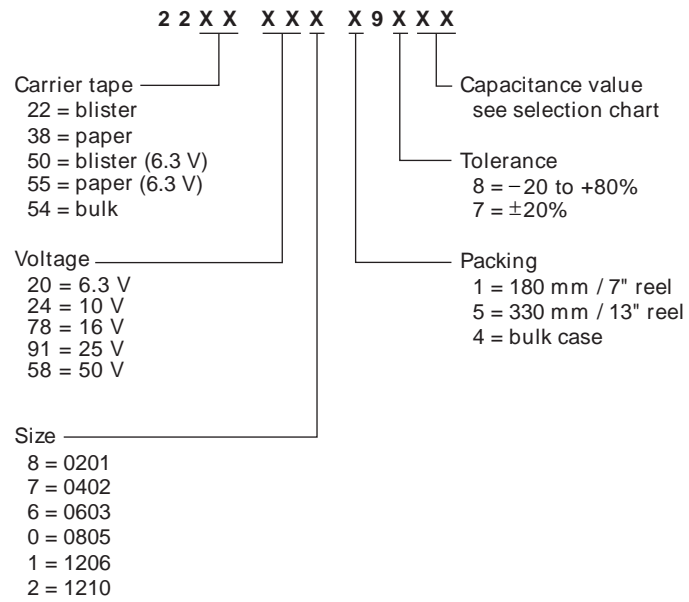 2 2 X X X X X X 9 X X X
Carrier tape
22 = blister
38 = paper
50 = blister (6.3 V)
55 = paper (6.3 V)
54 = bulk
Voltage
20 = 6.3 V
24 = 10 V
78 = 16 V
91 = 25 V
58 = 50 V
Size
8 = 0201
7 = 0402
6 = 0603
0 = 0805
1 = 1206
2 = 1210
Capacitance value
see selection chart
Tolerance
8 = −20 to +80%
7 = ±20%
Packing
1 = 180 mm / 7" reel
5 = 330 mm / 13" reel
4 = bulk case